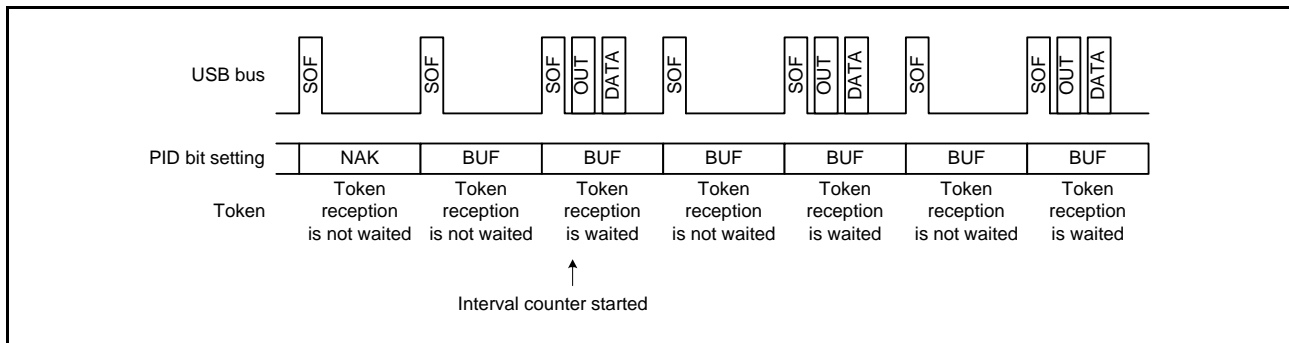 USB bus SOF SOF SOF OUT DATA SOF SOF OUT DATA SOF SOF OUT DATA
PID bit setting NAK BUF BUF BUF BUF BUF BUF
Token
Token reception is not waited
Token reception is not waited
Token reception is waited
Token reception is not waited
Token reception is waited
Token reception is not waited
Token reception is waited
Interval counter started